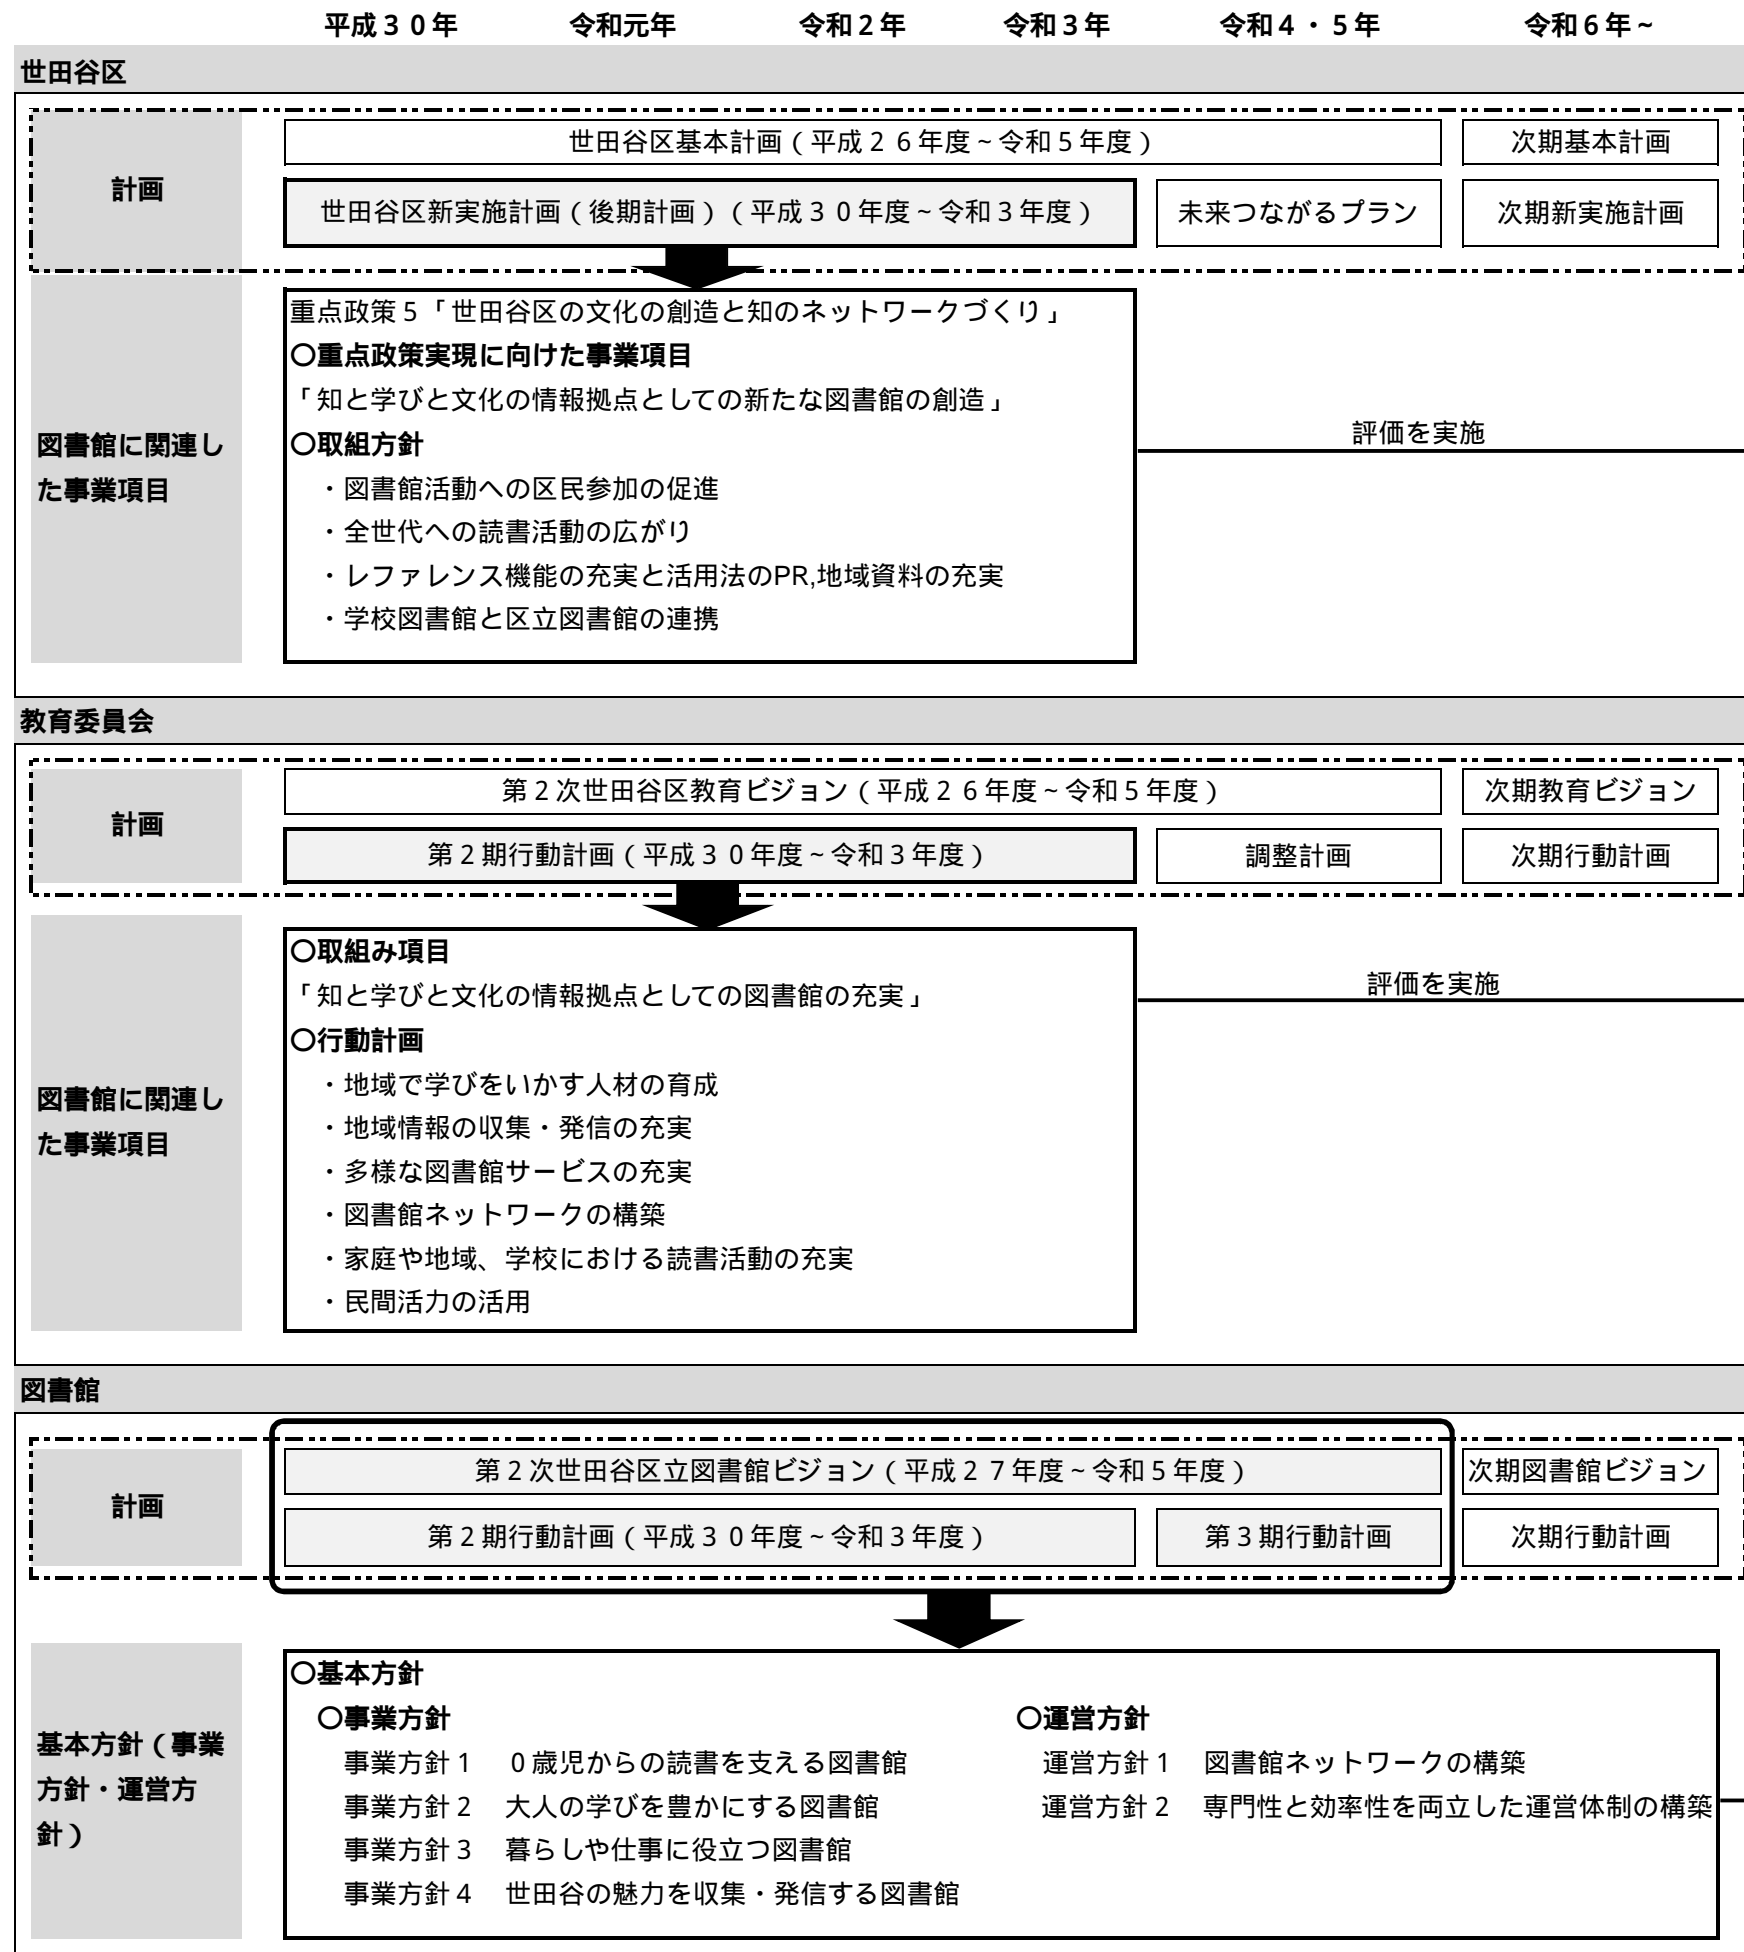 平成３０年　令和元年　令和２年　令和３年　令和４・５年　令和６年～
世田谷区
計画
世田谷区基本計画（平成２６年度～令和５年度）
次期基本計画
世田谷区新実施計画（後期計画）（平成３０年度～令和３年度）
未来つながるプラン
次期新実施計画
図書館に関連し
た事業項目
重点政策５「世田谷区の文化の創造と知のネットワークづくり」
〇重点政策実現に向けた事業項目
「知と学びと文化の情報拠点としての新たな図書館の創造」
〇取組方針
・図書館活動への区民参加の促進
・全世代への読書活動の広がり
・レファレンス機能の充実と活用法のPR,地域資料の充実
・学校図書館と区立図書館の連携
評価を実施
教育委員会
計画
第２次世田谷区教育ビジョン（平成２６年度～令和５年度）
次期教育ビジョン
第２期行動計画（平成３０年度～令和３年度）
調整計画
次期行動計画
図書館に関連し
た事業項目
〇取組み項目
「知と学びと文化の情報拠点としての図書館の充実」
〇行動計画
・地域で学びをいかす人材の育成
・地域情報の収集・発信の充実
・多様な図書館サービスの充実
・図書館ネットワークの構築
・家庭や地域、学校における読書活動の充実
・民間活力の活用
評価を実施
図書館
計画
第２次世田谷区立図書館ビジョン（平成２７年度～令和５年度）
次期図書館ビジョン
第２期行動計画（平成３０年度～令和３年度）
第３期行動計画
次期行動計画
基本方針（事業
方針・運営方
針）
〇基本方針
〇事業方針
事業方針１　０歳児からの読書を支える図書館
事業方針２　大人の学びを豊かにする図書館
事業方針３　暮らしや仕事に役立つ図書館
事業方針４　世田谷の魅力を収集・発信する図書館
〇運営方針
運営方針１　図書館ネットワークの構築
運営方針２　専門性と効率性を両立した運営体制の構築